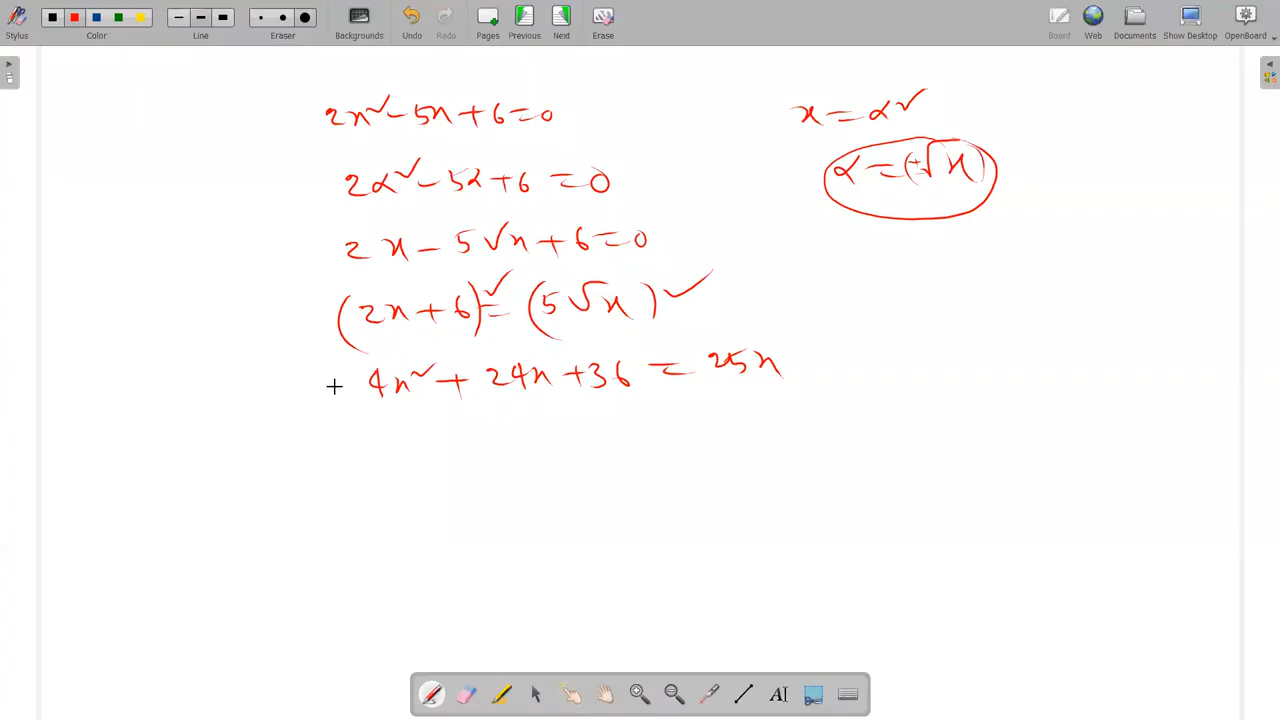 Stylus Color Line Eraser Backgrounds Undo Redo Pages Previous Next Erase Board Web Documents Show Desktop OpenBoard
2x² - 5x + 6 = 0
x = α²
2α² - 5α + 6 = 0
α = (±√x)
2x - 5√x + 6 = 0
(2x + 6)² = (5√x)²
4x² + 24x + 36 = 25x